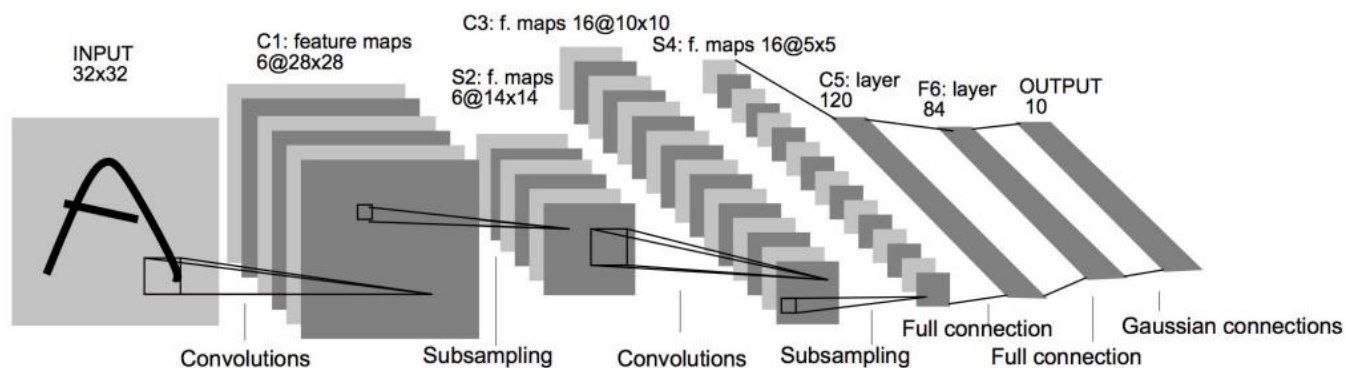 INPUT
32x32
C1: feature maps
6@28x28
S2: f. maps
6@14x14
C3: f. maps 16@10x10
S4: f. maps 16@5x5
C5: layer
120
F6: layer
84
OUTPUT
10
Convolutions
Subsampling
Convolutions
Subsampling
Full connection
Full connection
Gaussian connections